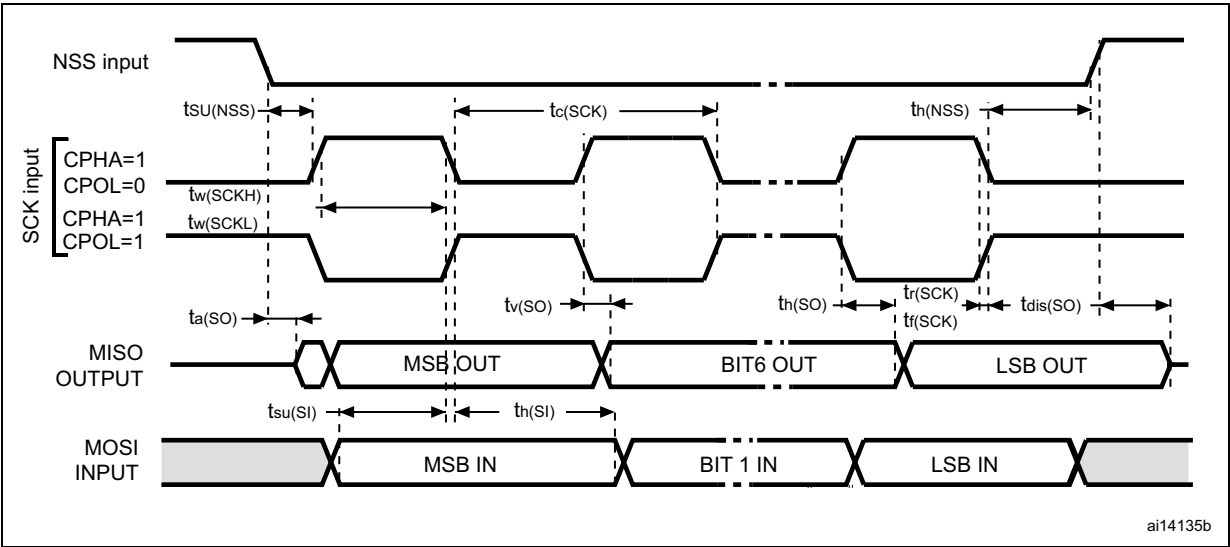 NSS input
tSU(NSS)
tc(SCK)
th(NSS)
SCK input
CPHA=1
CPOL=0
tw(SCKH)
CPHA=1
tw(SCKL)
CPOL=1
ta(SO)
tv(SO)
th(SO)
tr(SCK)
tf(SCK)
tdis(SO)
MISO
OUTPUT
MSB OUT
BIT6 OUT
LSB OUT
tsu(SI)
th(SI)
MOSI
INPUT
MSB IN
BIT 1 IN
LSB IN
ai14135b